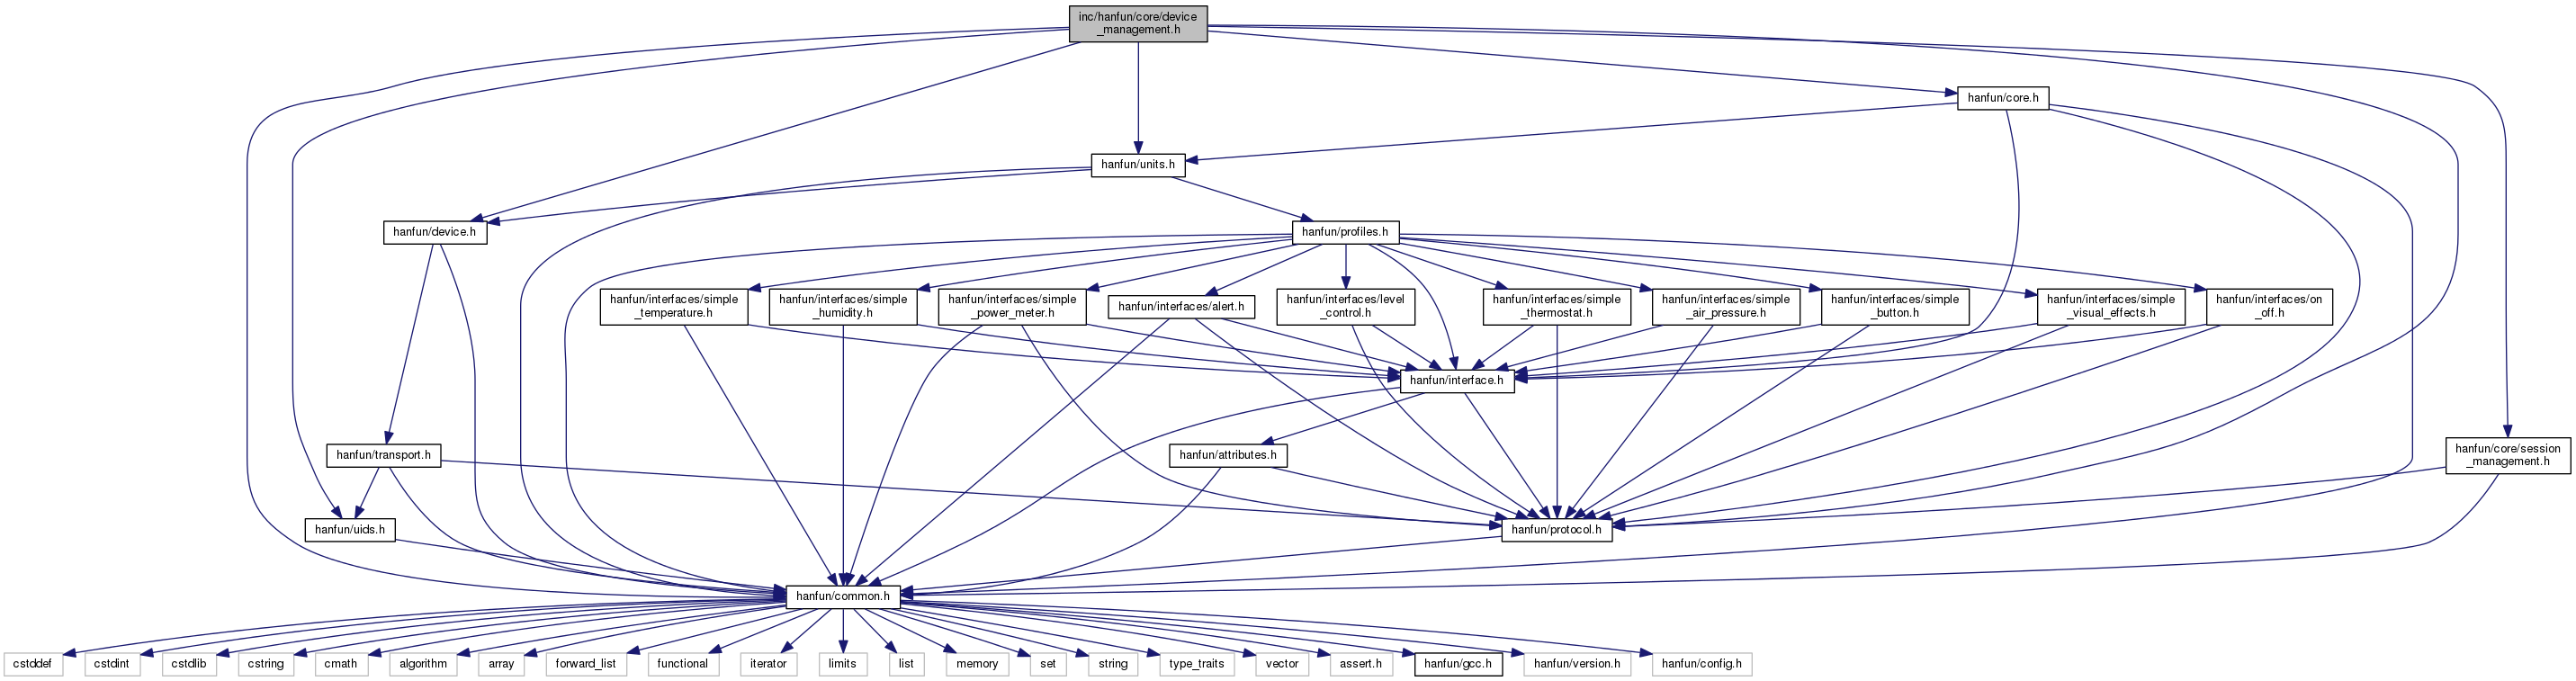 inc/hanfun/core/device
_management.h
hanfun/core.h
hanfun/units.h
hanfun/device.h
hanfun/profiles.h
hanfun/interfaces/simple
_temperature.h
hanfun/interfaces/simple
_humidity.h
hanfun/interfaces/simple
_power_meter.h
hanfun/interfaces/alert.h
hanfun/interfaces/level
_control.h
hanfun/interfaces/simple
_thermostat.h
hanfun/interfaces/simple
_air_pressure.h
hanfun/interfaces/simple
_button.h
hanfun/interfaces/simple
_visual_effects.h
hanfun/interfaces/on
_off.h
hanfun/interface.h
hanfun/transport.h
hanfun/attributes.h
hanfun/core/session
_management.h
hanfun/uids.h
hanfun/protocol.h
hanfun/common.h
cstddef
cstdint
cstdlib
cstring
cmath
algorithm
array
forward_list
functional
iterator
limits
list
memory
set
string
type_traits
vector
assert.h
hanfun/gcc.h
hanfun/version.h
hanfun/config.h